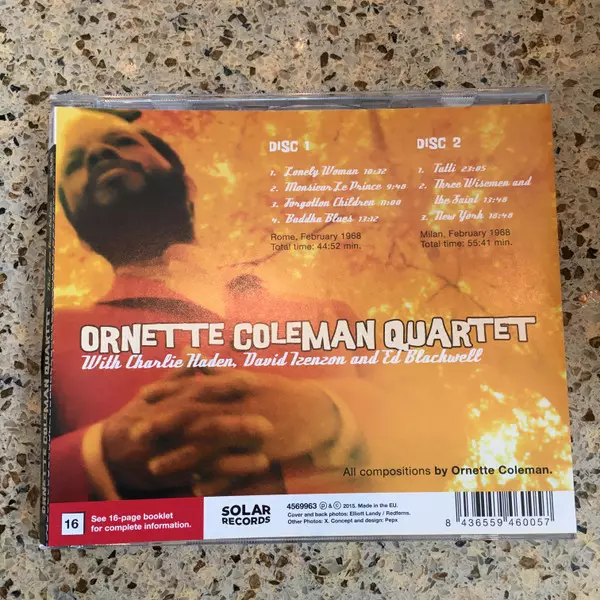 DISC 1
1. Lonely Woman 10:32
2. Monsieur Le Prince 9:48
3. Forgotten Children 11:00
4. Buddha Blues 13:12
Rome, February 1968
Total time: 44:52 min.
DISC 2
1. Tutti 23:05
2. Three Wisemen and
the Saint 13:48
3. New York 18:48
Milan, February 1968
Total time: 55:41 min.
ORNETTE COLEMAN QUARTET
With Charlie Haden, David Izenzon and Ed Blackwell
All compositions by Ornette Coleman.
16
See 16-page booklet
for complete information.
SOLAR
RECORDS
4569963 ℗ & © 2015. Made in the EU.
Cover and back photos: Elliott Landy / Redferns.
Other Photos: X. Concept and design: Pepx
8 436559 460057
ORNETTE COLEMAN QUARTET